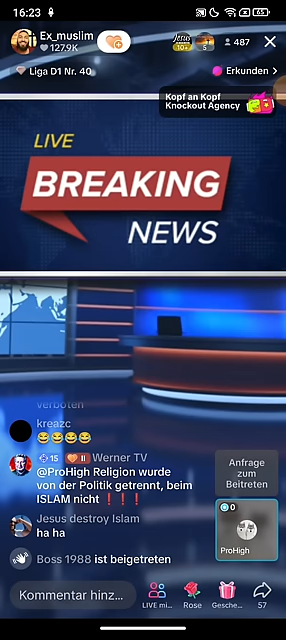 16:23
65
Ex_muslim
127.9K
Jesus
10+
5
487
Liga D1 Nr. 40
Erkunden >
Kopf an Kopf
Knockout Agency
LIVE
BREAKING
NEWS
verboten
kreazc
😂😂😂😂
15 II Werner TV
@ProHigh Religion wurde
von der Politik getrennt, beim
ISLAM nicht ❗❗❗
Jesus destroy Islam
ha ha
Boss 1988 ist beigetreten
Anfrage
zum
Beitreten
0
ProHigh
Kommentar hinz...
LIVE mi...
Rose
Gesche...
57